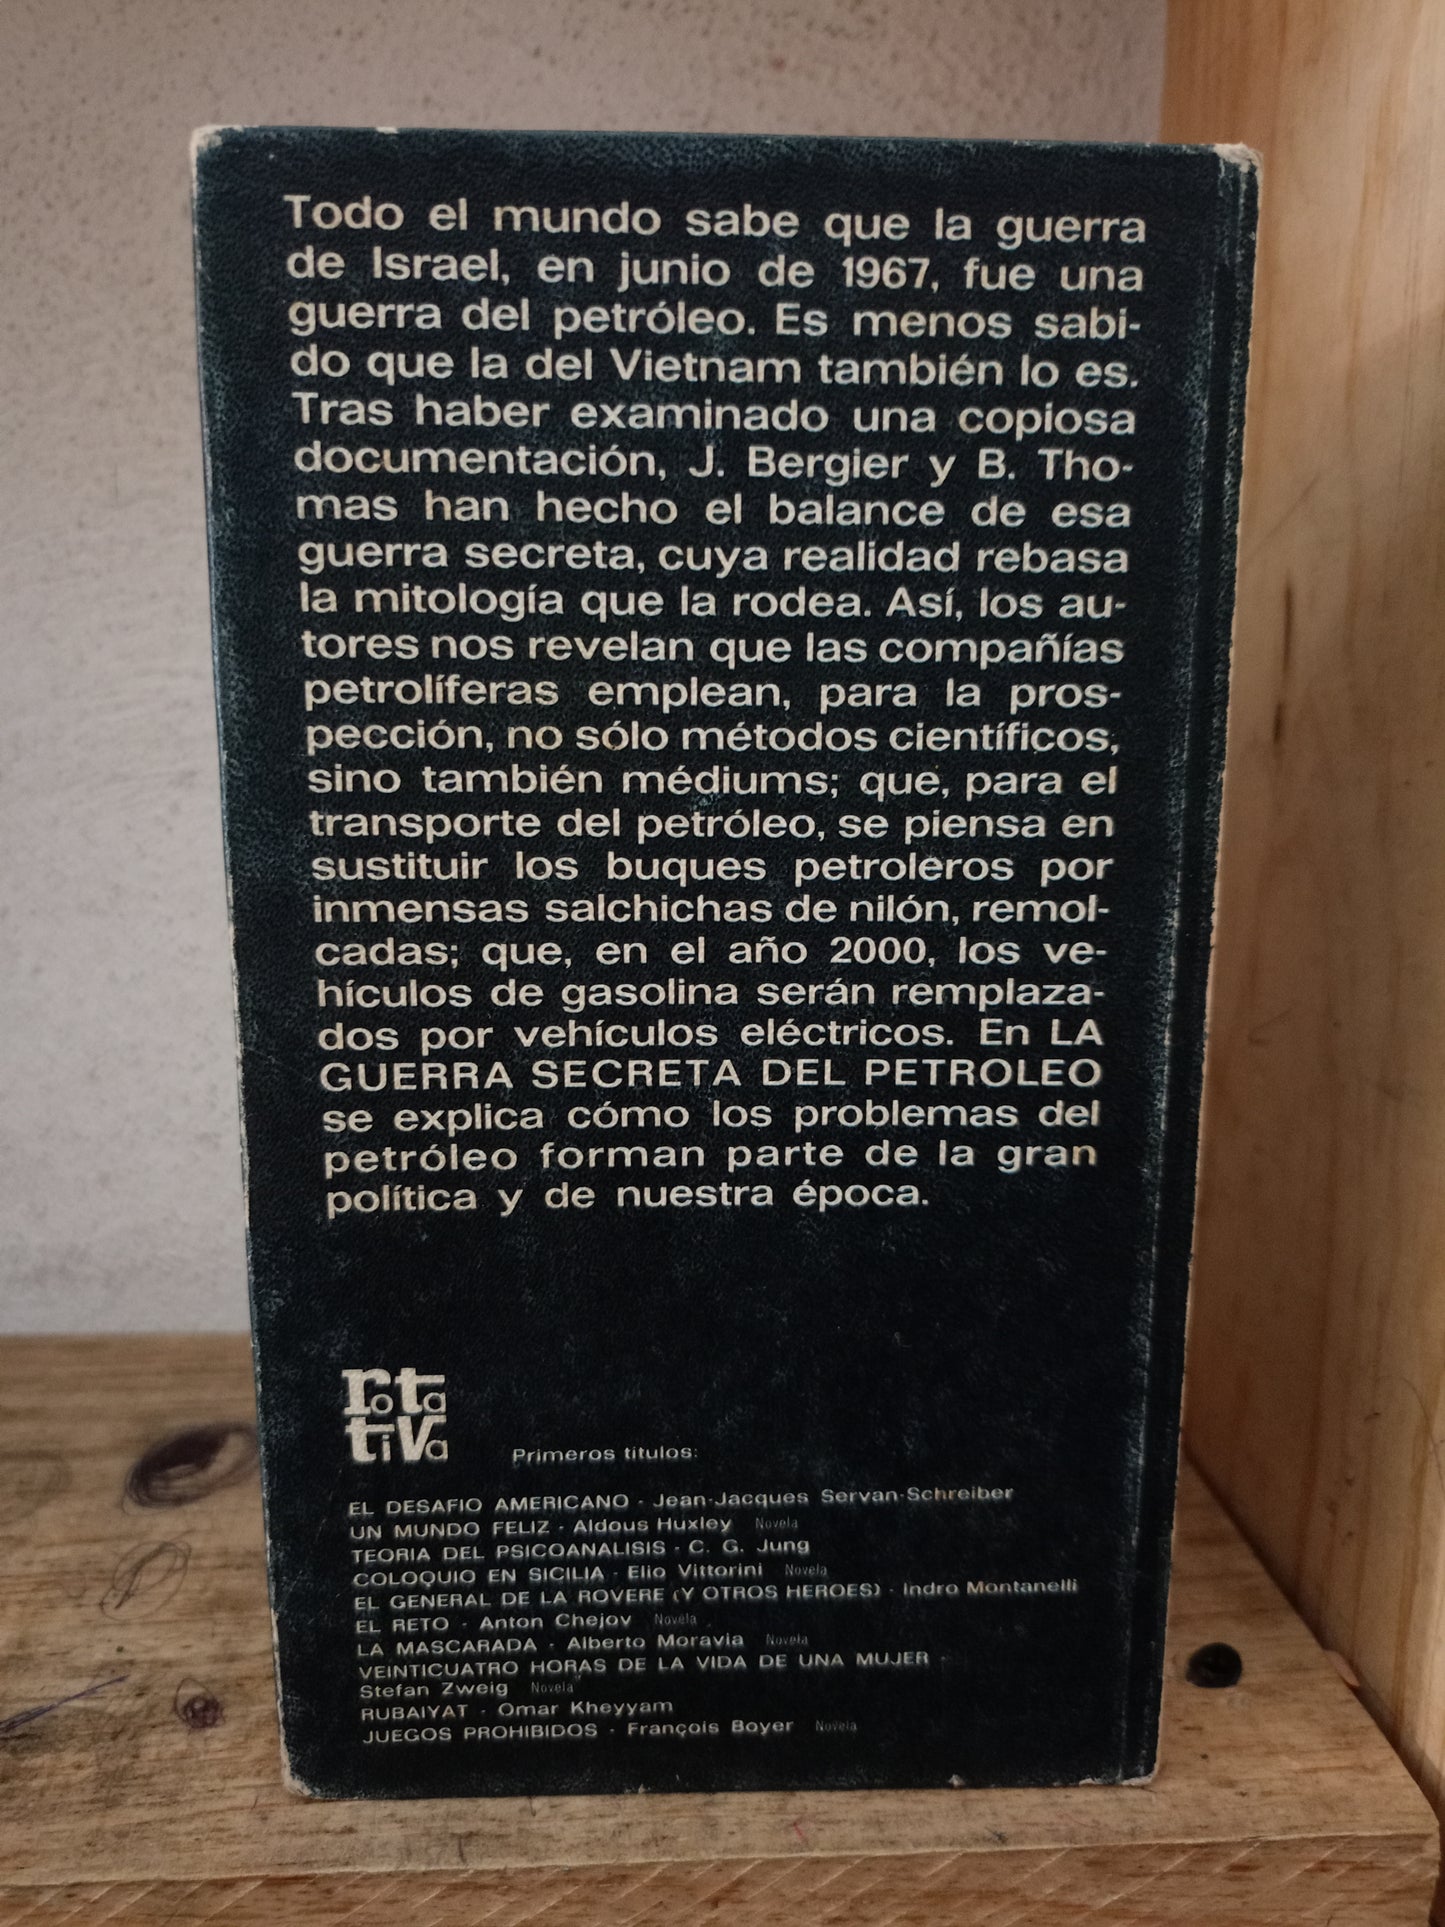 Todo el mundo sabe que la guerra
de Israel, en junio de 1967, fue una
guerra del petróleo. Es menos sabi-
do que la del Vietnam también lo es.
Tras haber examinado una copiosa
documentación, J. Bergier y B. Tho-
mas han hecho el balance de esa
guerra secreta, cuya realidad rebasa
la mitología que la rodea. Así, los au-
tores nos revelan que las compañías
petrolíferas emplean, para la pros-
pección, no sólo métodos científicos,
sino también médiums; que, para el
transporte del petróleo, se piensa en
sustituir los buques petroleros por
inmensas salchichas de nilón, remol-
cadas; que, en el año 2000, los ve-
hículos de gasolina serán remplaza-
dos por vehículos eléctricos. En LA
GUERRA SECRETA DEL PETROLEO
se explica cómo los problemas del
petróleo forman parte de la gran
política y de nuestra época.
rota
tiva
Primeros titulos:
EL DESAFIO AMERICANO · Jean-Jacques Servan-Schreiber
UN MUNDO FELIZ · Aldous Huxley Novela
TEORIA DEL PSICOANALISIS · C. G. Jung
COLOQUIO EN SICILIA · Elio Vittorini Novela
EL GENERAL DE LA ROVERE (Y OTROS HEROES) · Indro Montanelli
EL RETO · Anton Chejov Novela
LA MASCARADA · Alberto Moravia Novela
VEINTICUATRO HORAS DE LA VIDA DE UNA MUJER ·
Stefan Zweig Novela
RUBAIYAT · Omar Kheyyam
JUEGOS PROHIBIDOS · François Boyer Novela